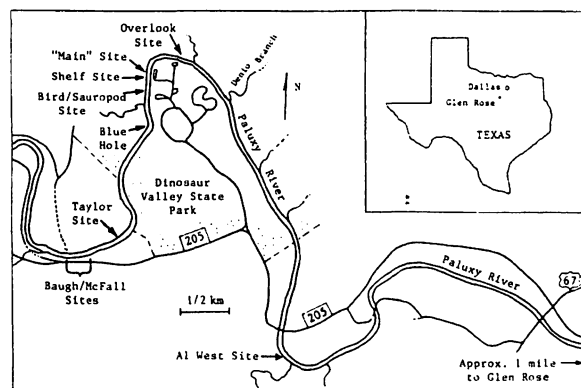 Overlook
Site
"Main" Site
Shelf Site
Bird/Sauropod
Site
Blue
Hole
Denio Branch
N
Paluxy
River
Dallas
Glen Rose
TEXAS
Dinosaur
Valley State
Park
Taylor
Site
205
Baugh/McFall
Sites
1/2 km
205
Paluxy River
67
Al West Site
Approx. 1 mile
to Glen Rose